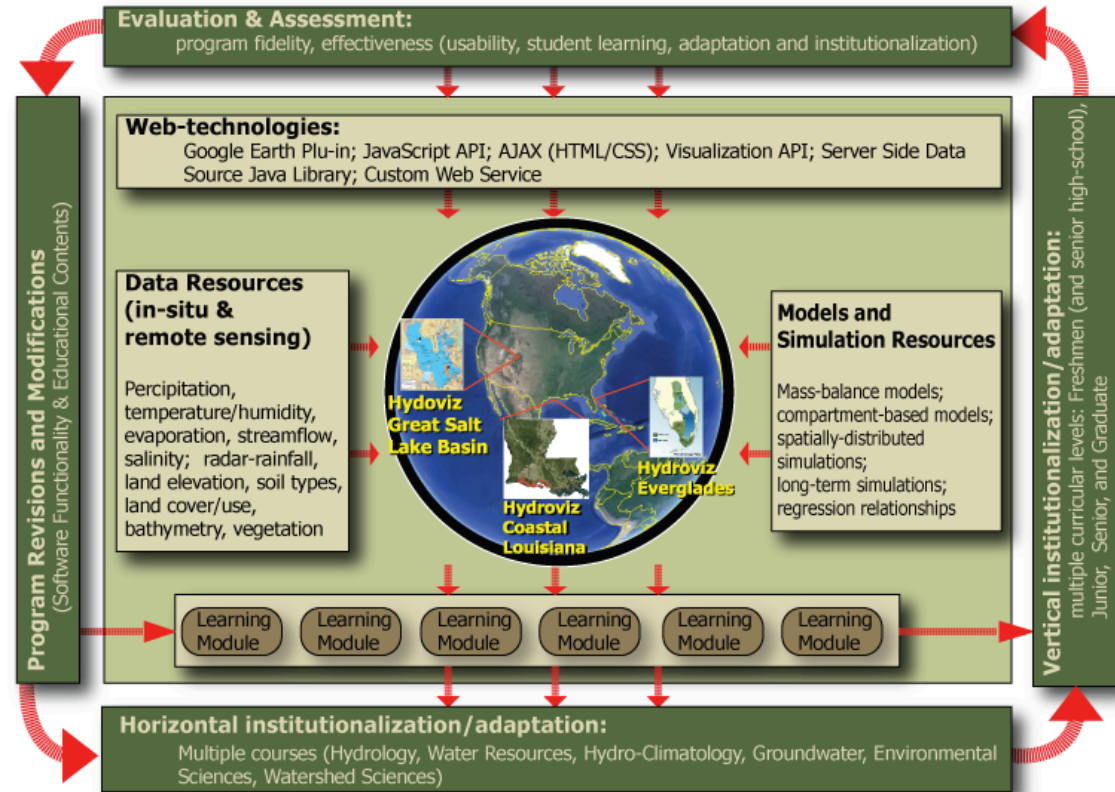 Evaluation & Assessment:
program fidelity, effectiveness (usability, student learning, adaptation and institutionalization)
Program Revisions and Modifications
(Software Functionality & Educational Contents)
Web-technologies:
Google Earth Plu-in; JavaScript API; AJAX (HTML/CSS); Visualization API; Server Side Data
Source Java Library; Custom Web Service
Data Resources
(in-situ &
remote sensing)
Percipitation,
temperature/humidity,
evaporation, streamflow,
salinity; radar-rainfall,
land elevation, soil types,
land cover/use,
bathymetry, vegetation
Hydoviz
Great Salt
Lake Basin
Hydroviz
Coastal
Louisiana
Hydroviz
Everglades
Models and
Simulation Resources
Mass-balance models;
compartment-based models;
spatially-distributed
simulations;
long-term simulations;
regression relationships
Learning
Module
Learning
Module
Learning
Module
Learning
Module
Learning
Module
Learning
Module
Vertical institutionalization/adaptation:
multiple curricular levels: Freshmen (and senior high-school),
Junior, Senior, and Graduate
Horizontal institutionalization/adaptation:
Multiple courses (Hydrology, Water Resources, Hydro-Climatology, Groundwater, Environmental
Sciences, Watershed Sciences)